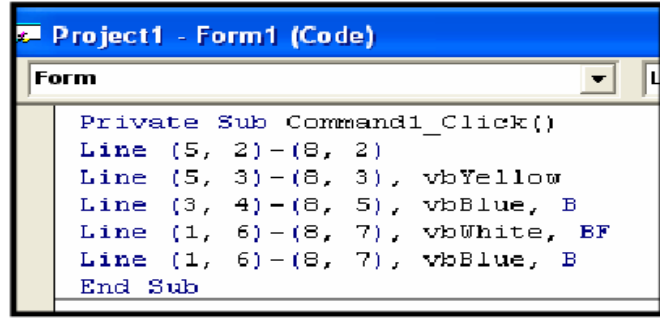 Project1 - Form1 (Code)
Form
Private Sub Command1_Click()
Line (5, 2)-(8, 2)
Line (5, 3)-(8, 3), vbYellow
Line (3, 4)-(8, 5), vbBlue, B
Line (1, 6)-(8, 7), vbWhite, BF
Line (1, 6)-(8, 7), vbBlue, B
End Sub